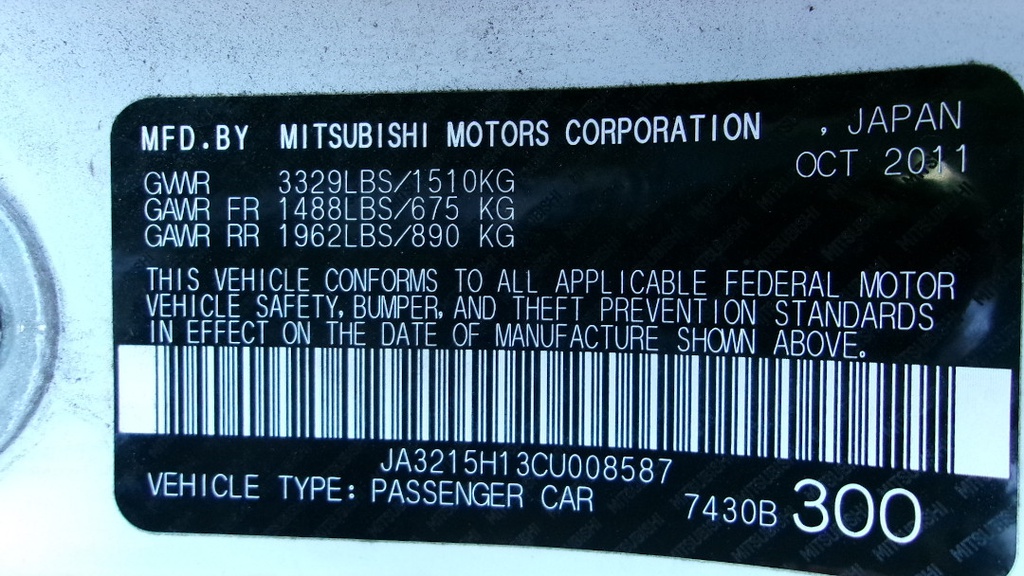 MFD.BY MITSUBISHI MOTORS CORPORATION , JAPAN
OCT 2011
GVWR 3329LBS/1510KG
GAWR FR 1488LBS/675 KG
GAWR RR 1962LBS/890 KG
THIS VEHICLE CONFORMS TO ALL APPLICABLE FEDERAL MOTOR
VEHICLE SAFETY, BUMPER, AND THEFT PREVENTION STANDARDS
IN EFFECT ON THE DATE OF MANUFACTURE SHOWN ABOVE.
JA3215H13CU008587
VEHICLE TYPE: PASSENGER CAR 7430B 300